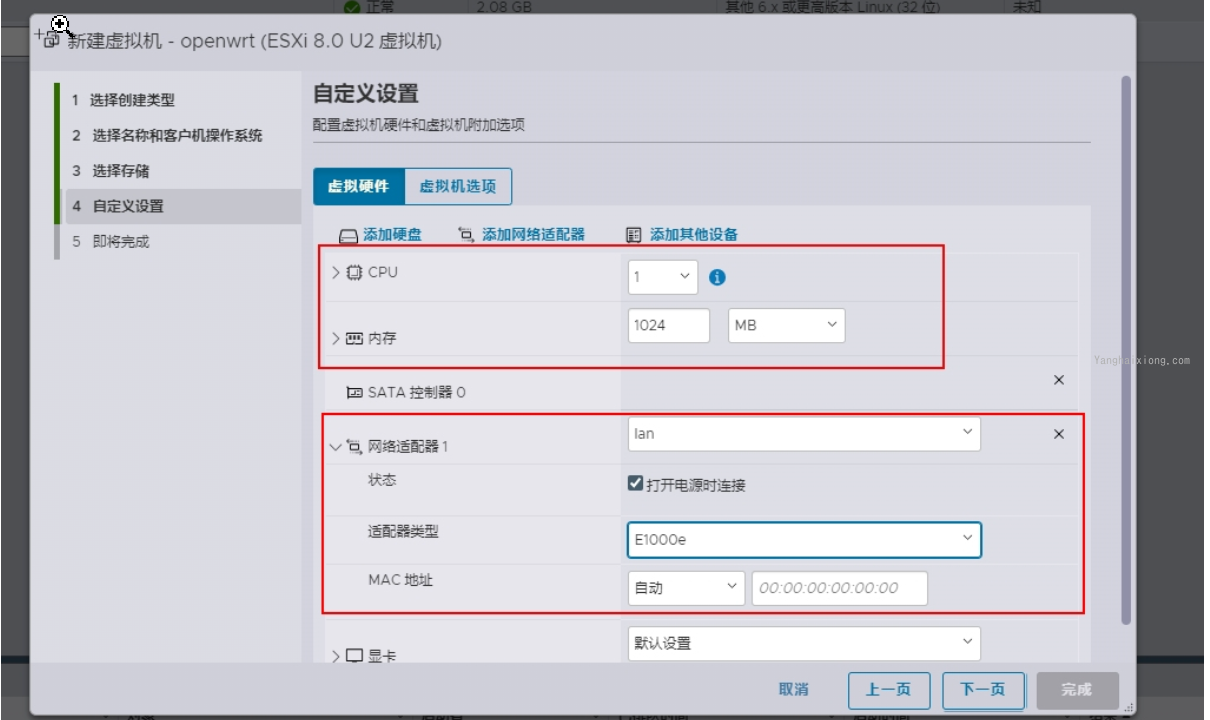 正常 2.08 GB 其他 6.x 或更高版本 Linux (32 位) 未知
新建虚拟机 - openwrt (ESXi 8.0 U2 虚拟机)
1 选择创建类型
2 选择名称和客户机操作系统
3 选择存储
4 自定义设置
5 即将完成
自定义设置
配置虚拟机硬件和虚拟机附加选项
虚拟硬件 虚拟机选项
添加硬盘 添加网络适配器 添加其他设备
CPU 1
内存 1024 MB
SATA 控制器 0
网络适配器 1 lan
状态 打开电源时连接
适配器类型 E1000e
MAC 地址 自动 00:00:00:00:00:00
显卡 默认设置
取消 上一页 下一页 完成